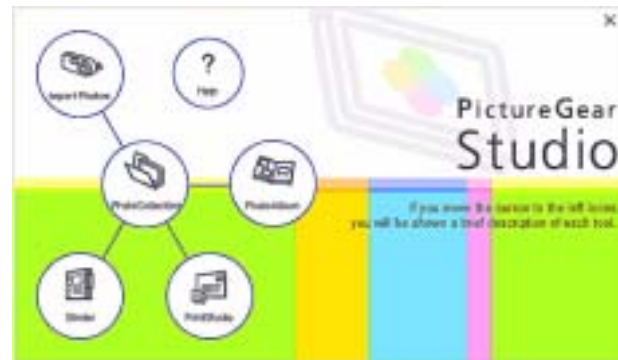 Import Photos
?
Help
PictureGear
Studio
PhotoCollection
PhotoAlbum
If you move the cursor to the left icons
you will be shown a brief description of each tool.
Binder
PrintStudio